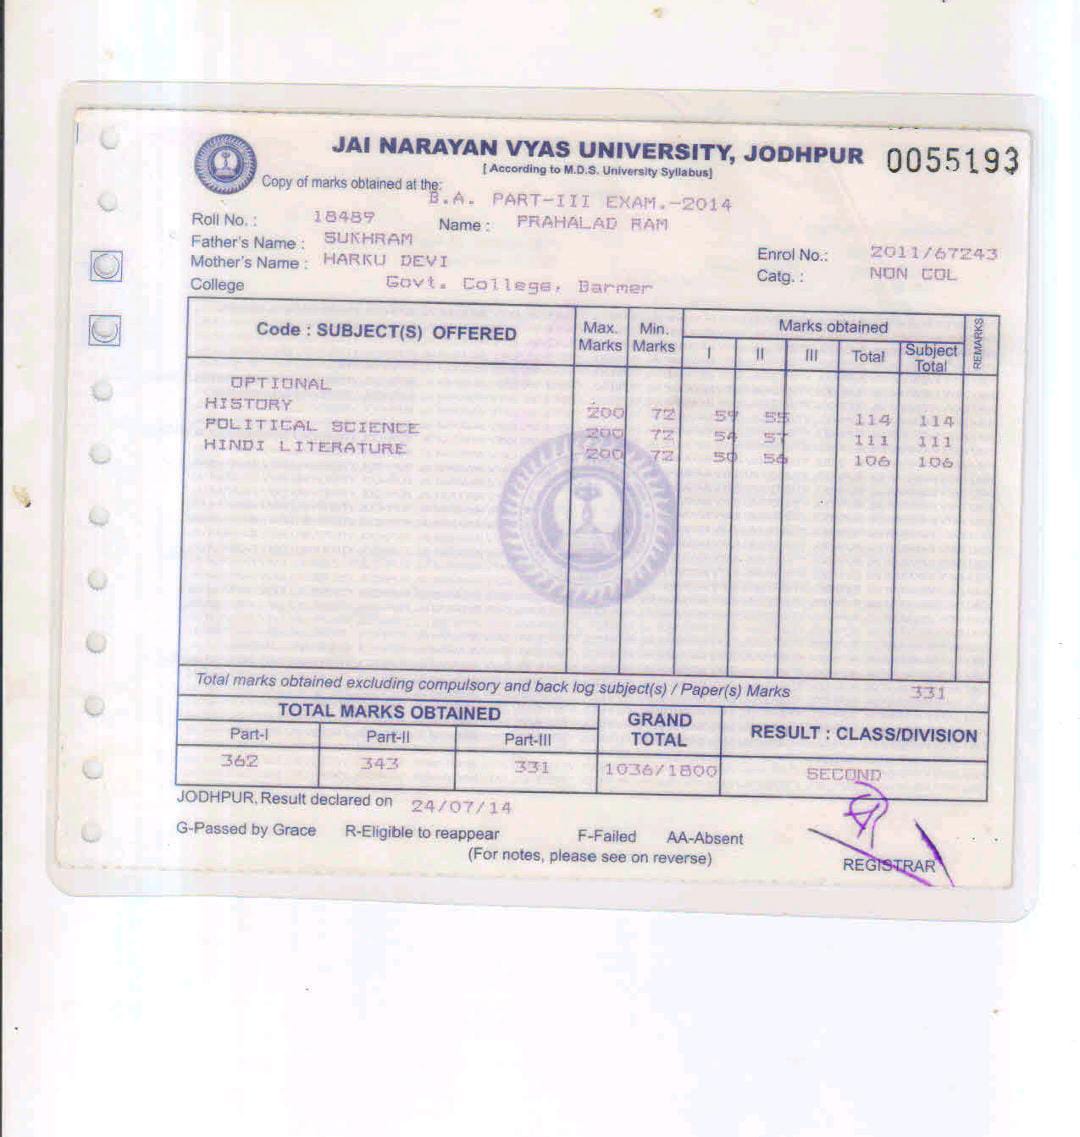 JAI NARAYAN VYAS UNIVERSITY, JODHPUR 0055193
[ According to M.D.S. University Syllabus]
Copy of marks obtained at the:
B.A. PART-III EXAM.-2014
Roll No. : 18489 Name : PRAHALAD RAM
Father's Name : SUKHRAM
Mother's Name : HARKU DEVI
Enrol No.: 2011/67243
Catg. : NON COL
College Govt. College, Barmer
Code : SUBJECT(S) OFFERED Max. Marks Min. Marks Marks obtained REMARKS
I II III Total Subject Total
OPTIONAL
HISTORY 200 72 59 55 114 114
POLITICAL SCIENCE 200 72 54 57 111 111
HINDI LITERATURE 200 72 50 56 106 106
Total marks obtained excluding compulsory and back log subject(s) / Paper(s) Marks 331
TOTAL MARKS OBTAINED GRAND TOTAL RESULT : CLASS/DIVISION
Part-I Part-II Part-III
362 343 331 1036/1800 SECOND
JODHPUR, Result declared on 24/07/14
G-Passed by Grace R-Eligible to reappear F-Failed AA-Absent
(For notes, please see on reverse)
REGISTRAR